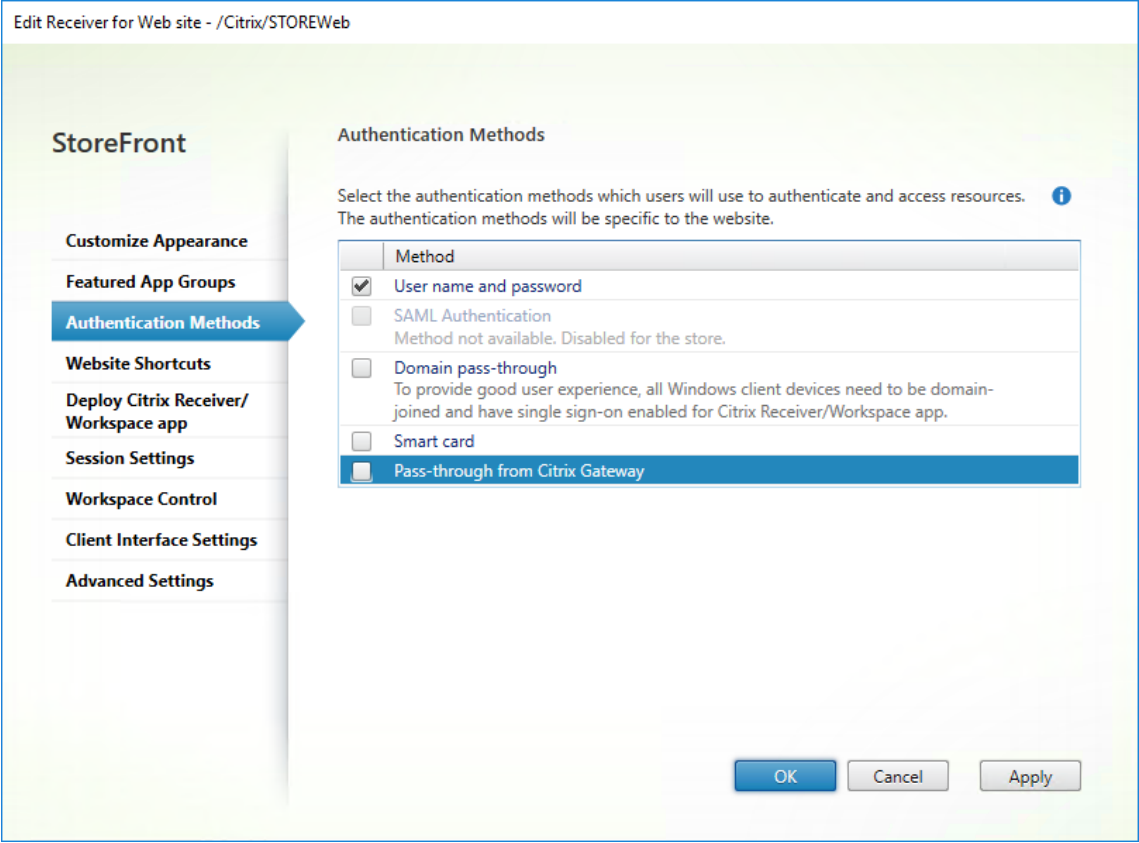 Edit Receiver for Web site - /Citrix/STOREWeb
StoreFront
Customize Appearance
Featured App Groups
Authentication Methods
Website Shortcuts
Deploy Citrix Receiver/
Workspace app
Session Settings
Workspace Control
Client Interface Settings
Advanced Settings
Authentication Methods
Select the authentication methods which users will use to authenticate and access resources.
The authentication methods will be specific to the website.
Method
User name and password
SAML Authentication
Method not available. Disabled for the store.
Domain pass-through
To provide good user experience, all Windows client devices need to be domain-
joined and have single sign-on enabled for Citrix Receiver/Workspace app.
Smart card
Pass-through from Citrix Gateway
OK
Cancel
Apply